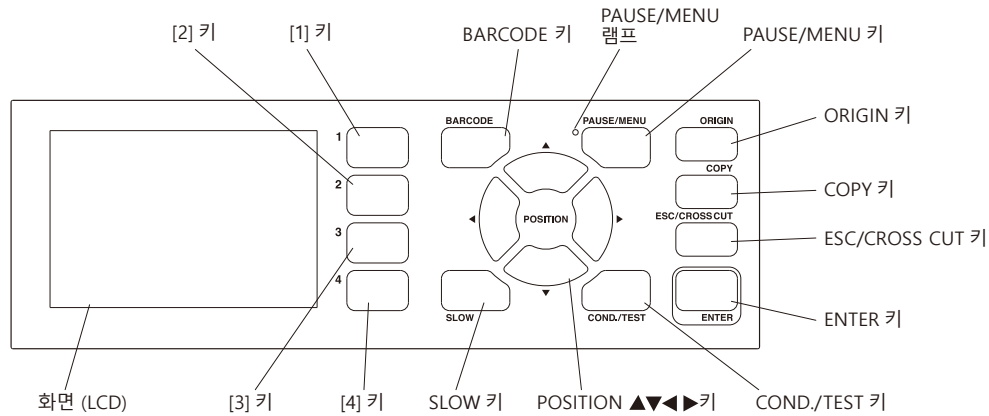 [2] 키
[1] 키
BARCODE 키
PAUSE/MENU
램프
PAUSE/MENU 키
BARCODE
PAUSE/MENU
ORIGIN
ORIGIN 키
1
COPY
2
COPY 키
POSITION
ESC/CROSS CUT
3
ESC/CROSS CUT 키
4
SLOW
COND./TEST
ENTER
ENTER 키
화면 (LCD)
[3] 키
[4] 키
SLOW 키
POSITION ▲▼◀ ▶키
COND./TEST 키